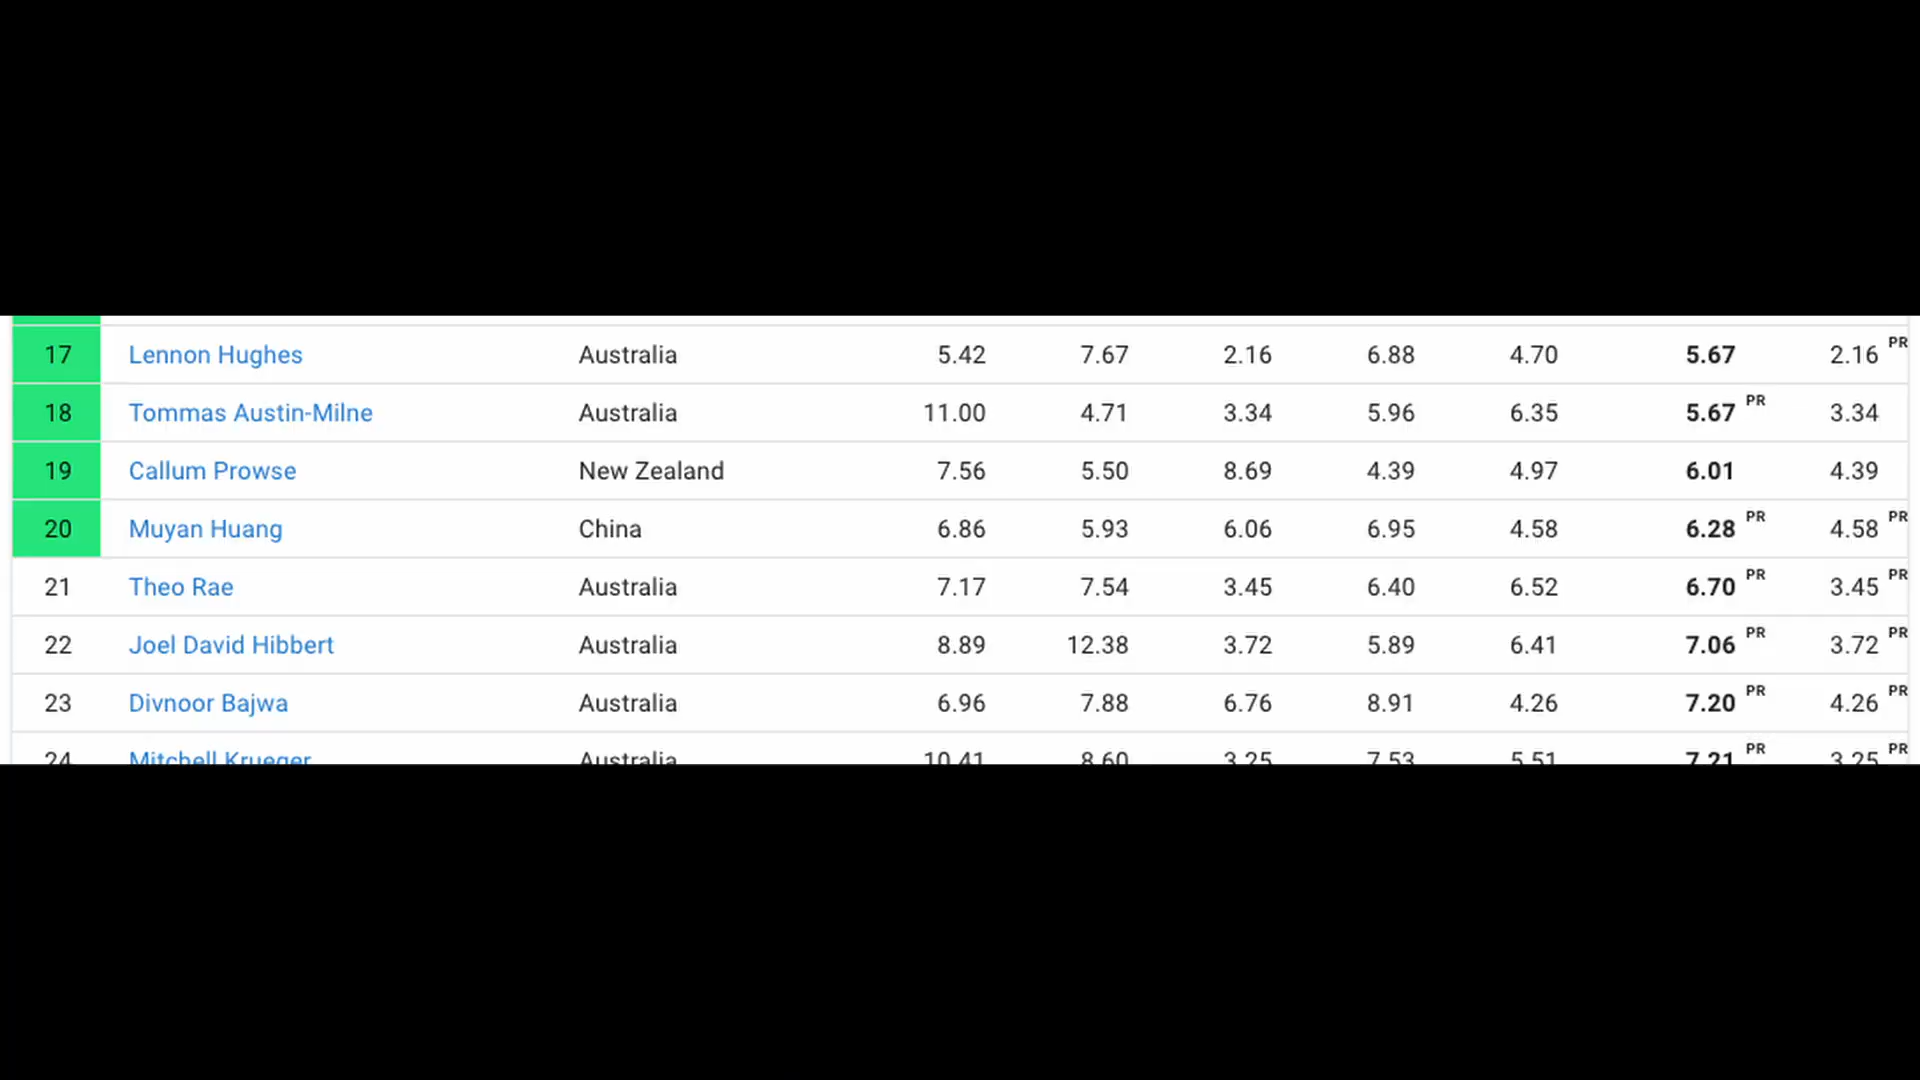 17 Lennon Hughes Australia 5.42 7.67 2.16 6.88 4.70 5.67 2.16 PR
18 Tommas Austin-Milne Australia 11.00 4.71 3.34 5.96 6.35 5.67 PR 3.34
19 Callum Prowse New Zealand 7.56 5.50 8.69 4.39 4.97 6.01 4.39
20 Muyan Huang China 6.86 5.93 6.06 6.95 4.58 6.28 PR 4.58 PR
21 Theo Rae Australia 7.17 7.54 3.45 6.40 6.52 6.70 PR 3.45 PR
22 Joel David Hibbert Australia 8.89 12.38 3.72 5.89 6.41 7.06 PR 3.72 PR
23 Divnoor Bajwa Australia 6.96 7.88 6.76 8.91 4.26 7.20 PR 4.26 PR
24 Mitchell Krueger Australia 10.41 8.60 3.25 7.53 5.51 7.21 PR 3.25 PR